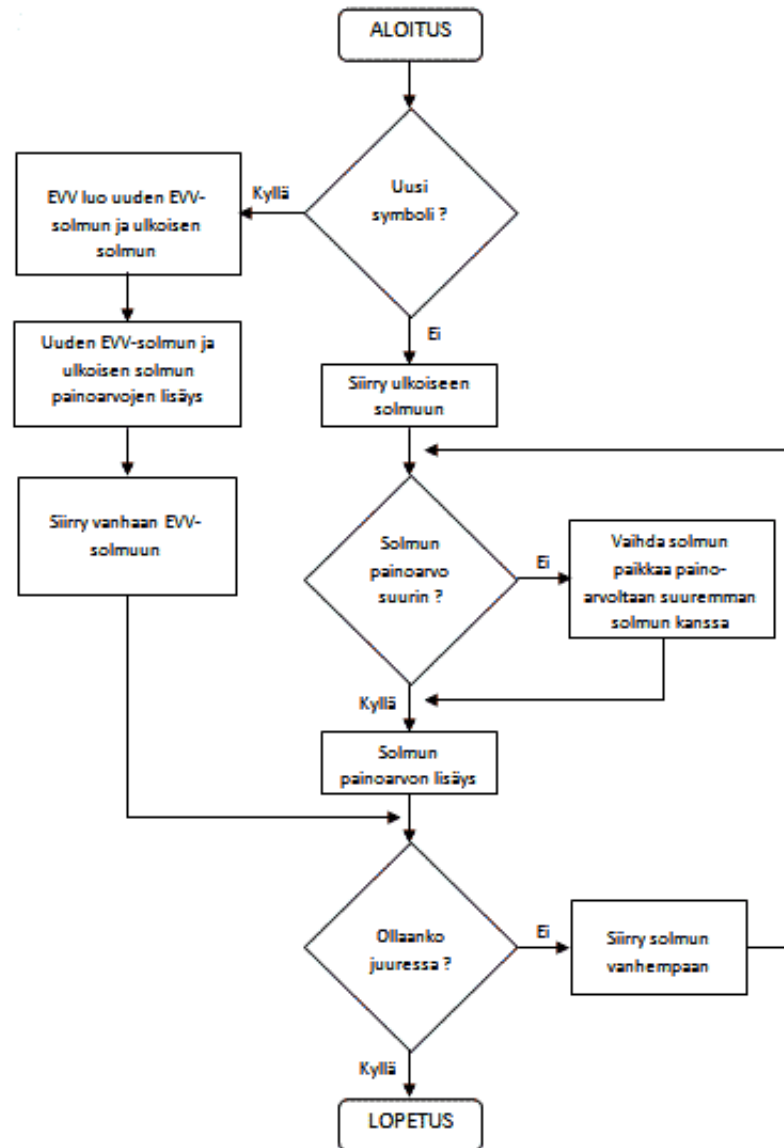 ALOITUS
Uusi
symboli ?
Kyllä
EVV luo uuden EVV-
solmun ja ulkoisen
solmun
Uuden EVV-solmun ja
ulkoisen solmun
painoarvojen lisäys
Siirry vanhaan EVV-
solmuun
Ei
Siirry ulkoiseen
solmuun
Solmun
painoarvo
suurin ?
Ei
Vaihda solmun
paikkaa paino-
arvoltaan suuremman
solmun kanssa
Kyllä
Solmun
painoarvon lisäys
Ollaanko
juuressa ?
Ei
Siirry solmun
vanhempaan
Kyllä
LOPETUS